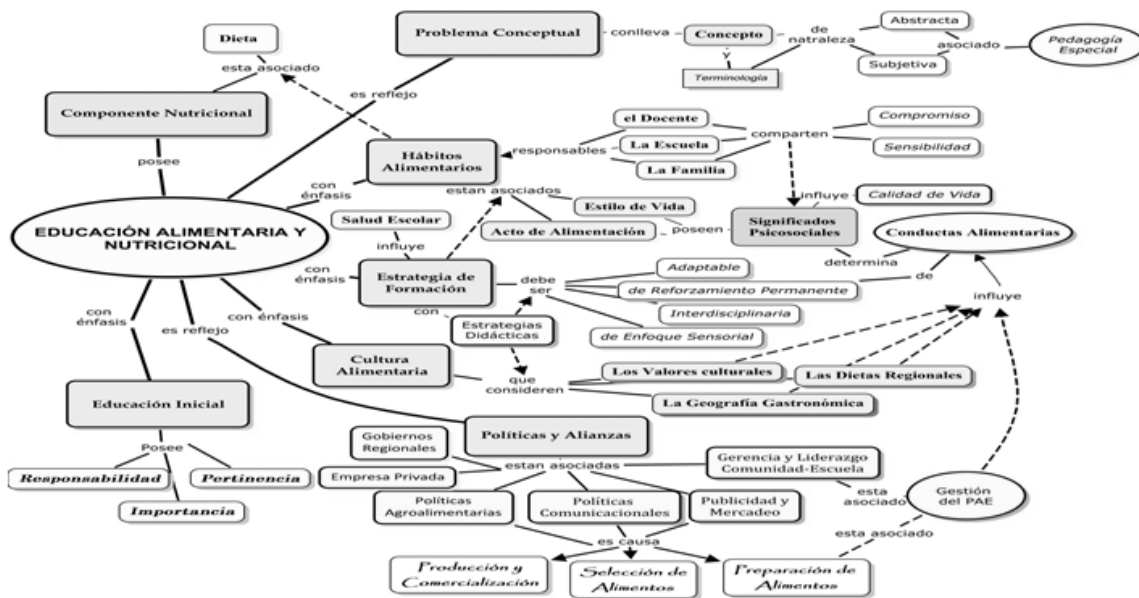 Dieta
esta asociado
Componente Nutricional
posee
EDUCACIÓN ALIMENTARIA Y
NUTRICIONAL
Problema Conceptual
es reflejo
conlleva
Concepto
y
Terminología
de
natraleza
Abstracta
Subjetiva
asociado
Pedagogía
Especial
con
énfasis
Hábitos
Alimentarios
responsables
el Docente
La Escuela
La Familia
comparten
Compromiso
Sensibilidad
estan asociados
Estilo de Vida
Acto de Alimentación
poseen
Significados
Psicosociales
influye
Calidad de Vida
determina
Conductas Alimentarias
de
influye
Salud Escolar
influye
con
énfasis
Estrategia de
Formación
debe
ser
Adaptable
de Reforzamiento Permanente
Interdisciplinaria
de Enfoque Sensorial
con
Estrategias
Didácticas
con énfasis
Cultura
Alimentaria
que
consideren
Los Valores culturales
Las Dietas Regionales
La Geografía Gastronómica
con
énfasis
Educación Inicial
Posee
Responsabilidad
Pertinencia
Importancia
es reflejo
Políticas y Alianzas
estan asociadas
Gobiernos
Regionales
Empresa Privada
Políticas
Agroalimentarias
Políticas
Comunicacionales
Publicidad y
Mercadeo
Gerencia y Liderazgo
Comunidad-Escuela
esta
asociado
Gestión
del PAE
esta asociado
es causa
Producción y
Comercialización
Selección de
Alimentos
Preparación de
Alimentos